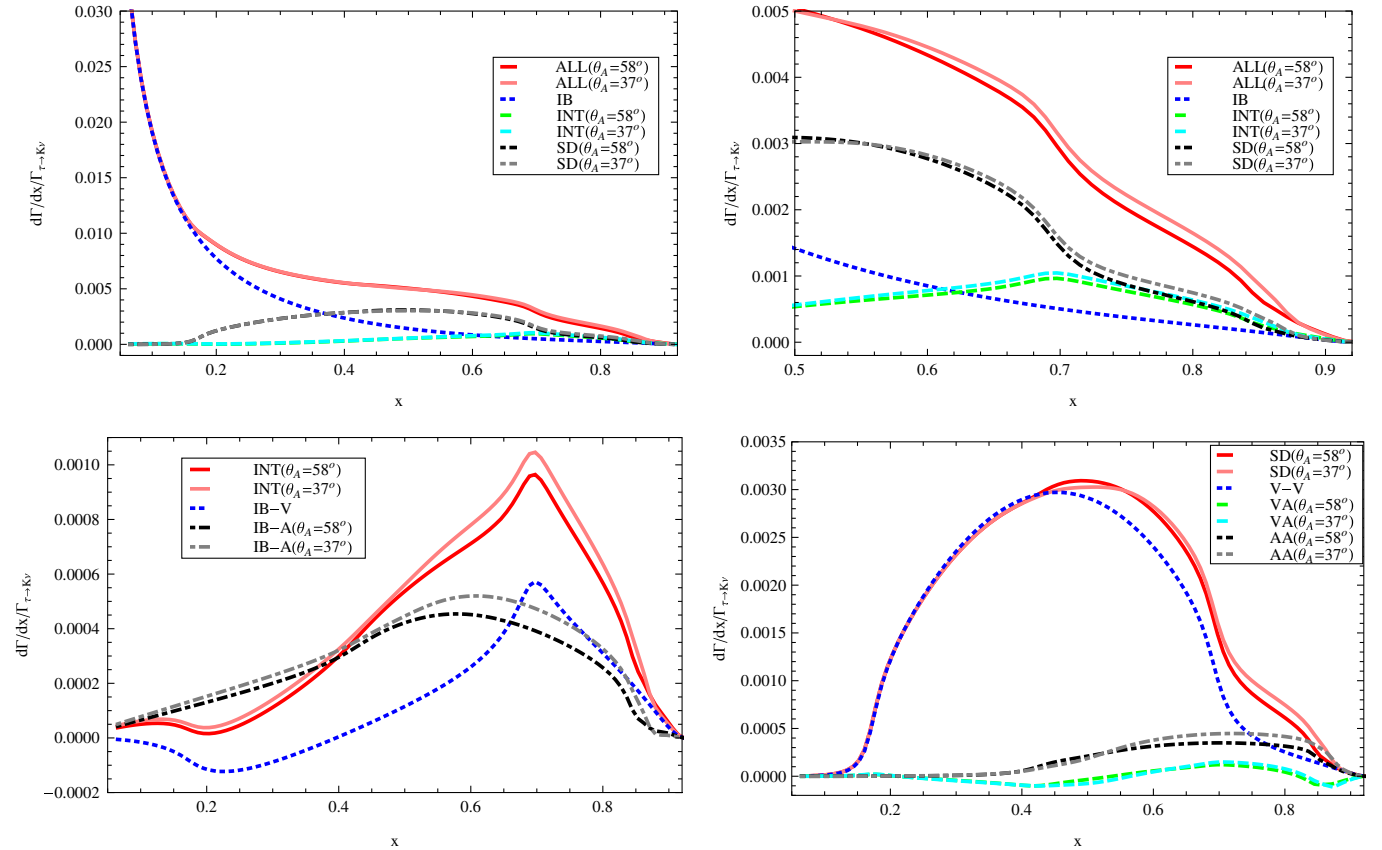 0.030
0.025
0.020
0.015
0.010
0.005
0.000
dΓ/dx/Γτ→Kν
ALL(θA=58o)
ALL(θA=37o)
IB
INT(θA=58o)
INT(θA=37o)
SD(θA=58o)
SD(θA=37o)
0.2 0.4 0.6 0.8
x
0.005
0.004
0.003
0.002
0.001
0.000
dΓ/dx/Γτ→Kν
ALL(θA=58o)
ALL(θA=37o)
IB
INT(θA=58o)
INT(θA=37o)
SD(θA=58o)
SD(θA=37o)
0.5 0.6 0.7 0.8 0.9
x
0.0010
0.0008
0.0006
0.0004
0.0002
0.0000
−0.0002
dΓ/dx/Γτ→Kν
INT(θA=58o)
INT(θA=37o)
IB−V
IB−A(θA=58o)
IB−A(θA=37o)
0.2 0.4 0.6 0.8
x
0.0035
0.0030
0.0025
0.0020
0.0015
0.0010
0.0005
0.0000
dΓ/dx/Γτ→Kν
SD(θA=58o)
SD(θA=37o)
V−V
VA(θA=58o)
VA(θA=37o)
AA(θA=58o)
AA(θA=37o)
0.2 0.4 0.6 0.8
x